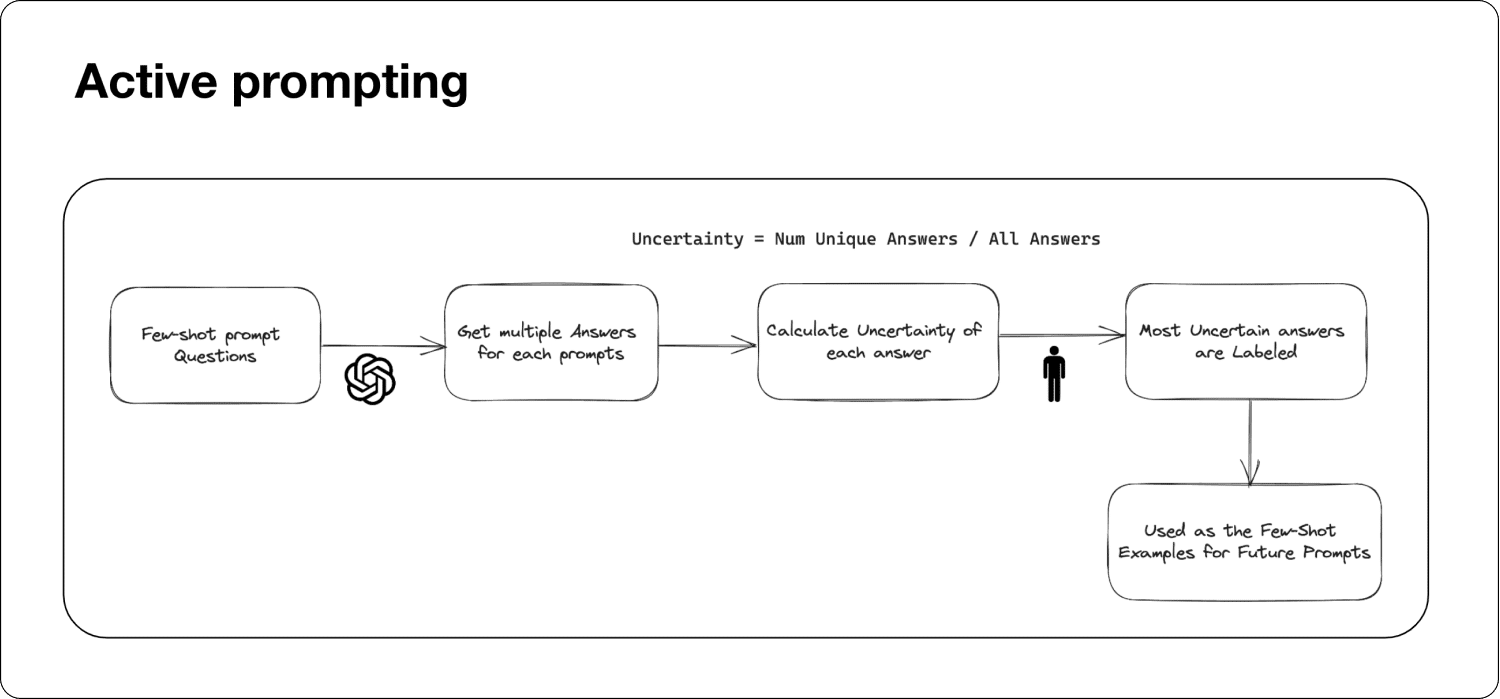 Active prompting
Uncertainty = Num Unique Answers / All Answers
Few-shot prompt
Questions
Get multiple Answers
for each prompts
Calculate Uncertainty of
each answer
Most Uncertain answers
are Labeled
Used as the Few-Shot
Examples for Future Prompts